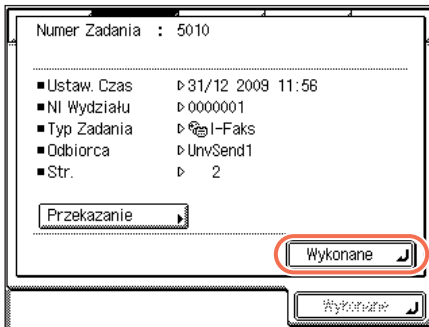 Numer Zadania : 5010
■Ustaw. Czas ▷31/12 2009 11:56
■NI Wydziału ▷0000001
■Typ Zadania ▷I-Faks
■Odbiorca ▷UnvSend1
■Str. ▷ 2
Przekazanie
Wykonane
Wykonane